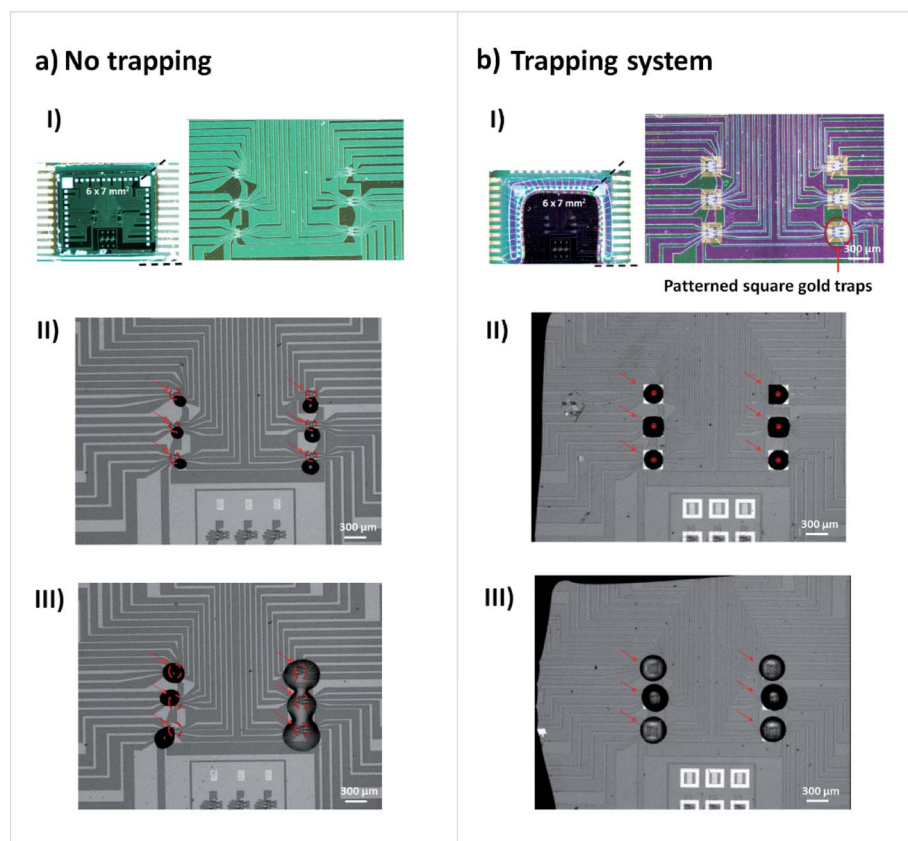 a) No trapping
I)
6 x 7 mm²
II)
300 µm
III)
300 µm
b) Trapping system
I)
6 x 7 mm²
300 µm
Patterned square gold traps
II)
300 µm
III)
300 µm